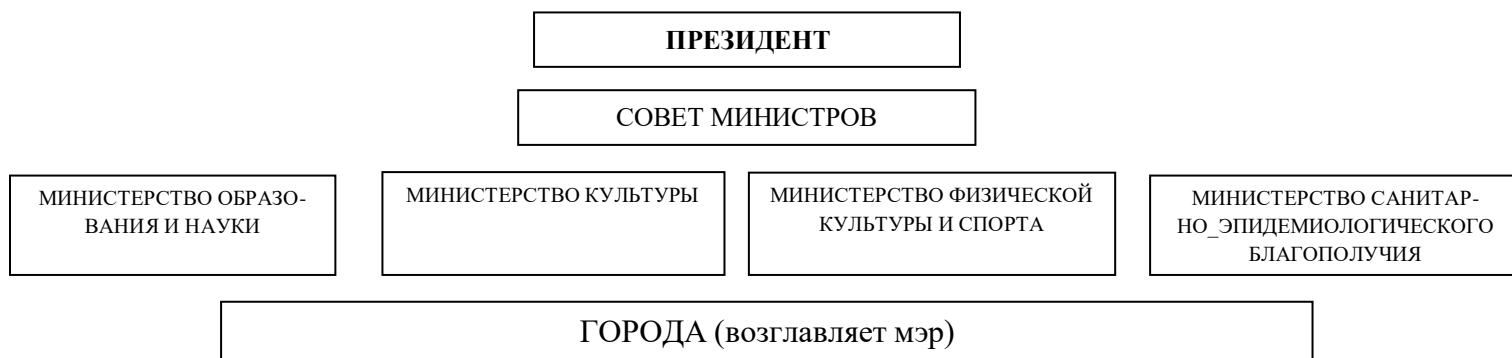 ПРЕЗИДЕНТ
СОВЕТ МИНИСТРОВ
МИНИСТЕРСТВО ОБРАЗО-
ВАНИЯ И НАУКИ
МИНИСТЕРСТВО КУЛЬТУРЫ
МИНИСТЕРСТВО ФИЗИЧЕСКОЙ
КУЛЬТУРЫ И СПОРТА
МИНИСТЕРСТВО САНИТАР-
НО_ЭПИДЕМИОЛОГИЧЕСКОГО
БЛАГОПОЛУЧИЯ
ГОРОДА (возглавляет мэр)